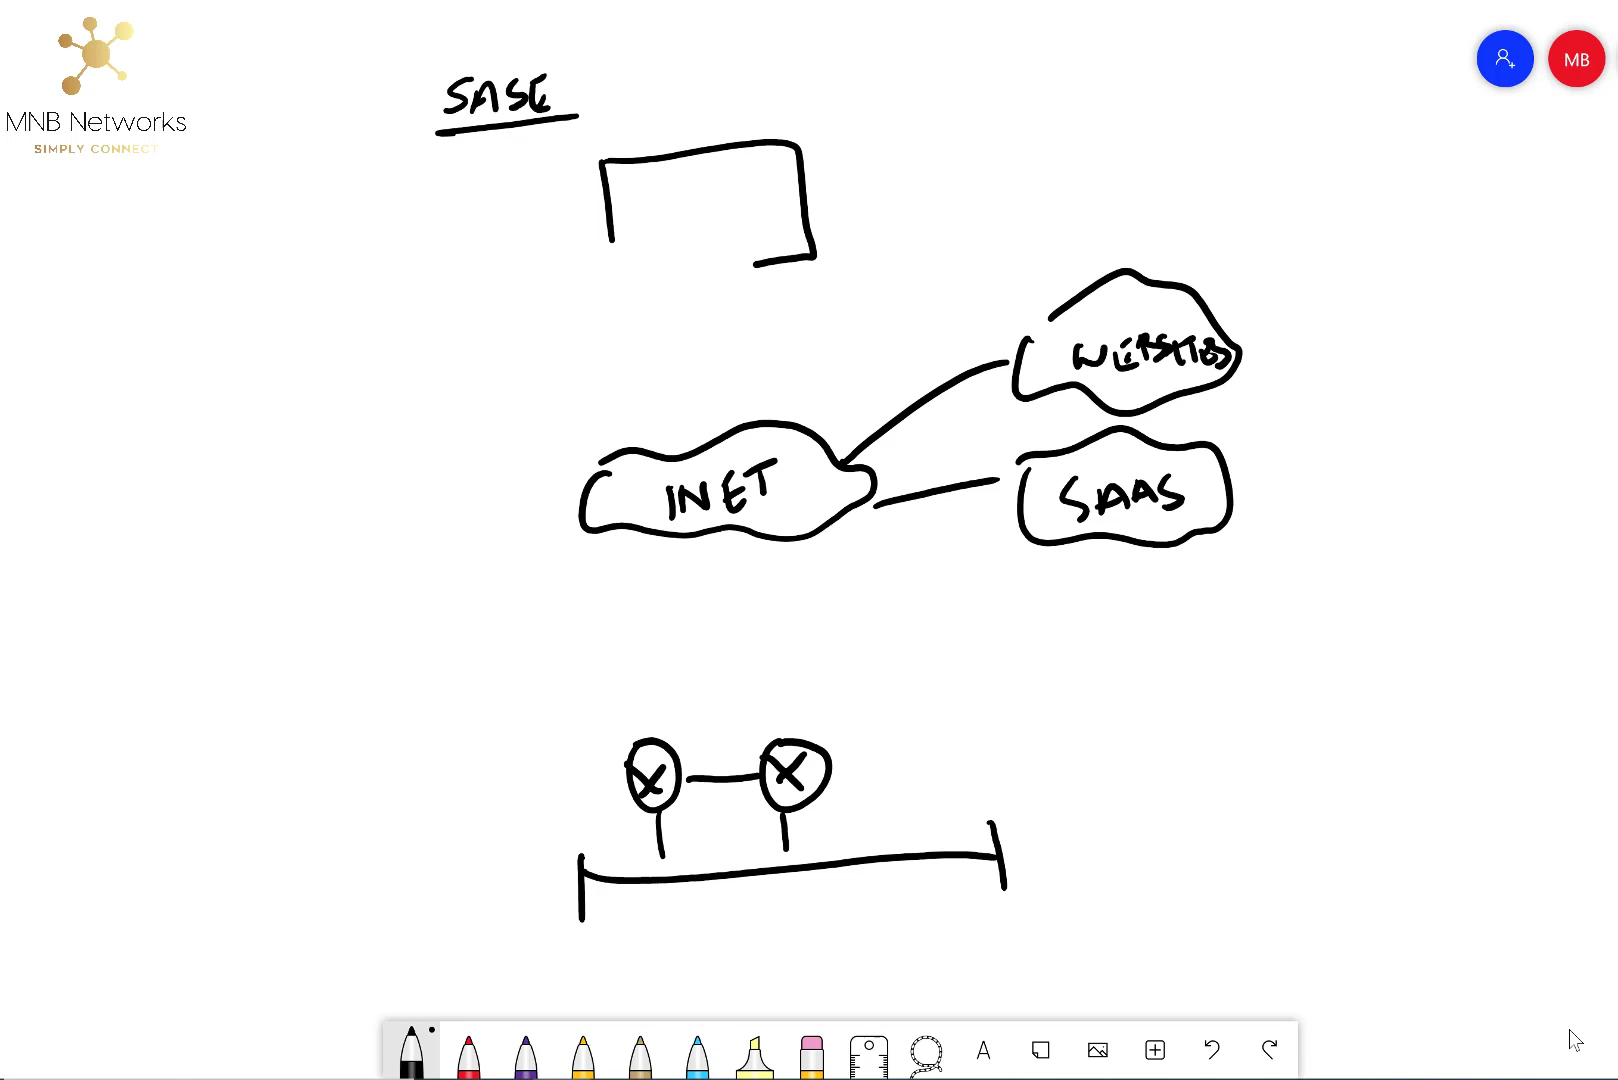 MNB Networks
SIMPLY CONNECT
MB
SASE
WEBSITES
INET
SAAS
X X
A